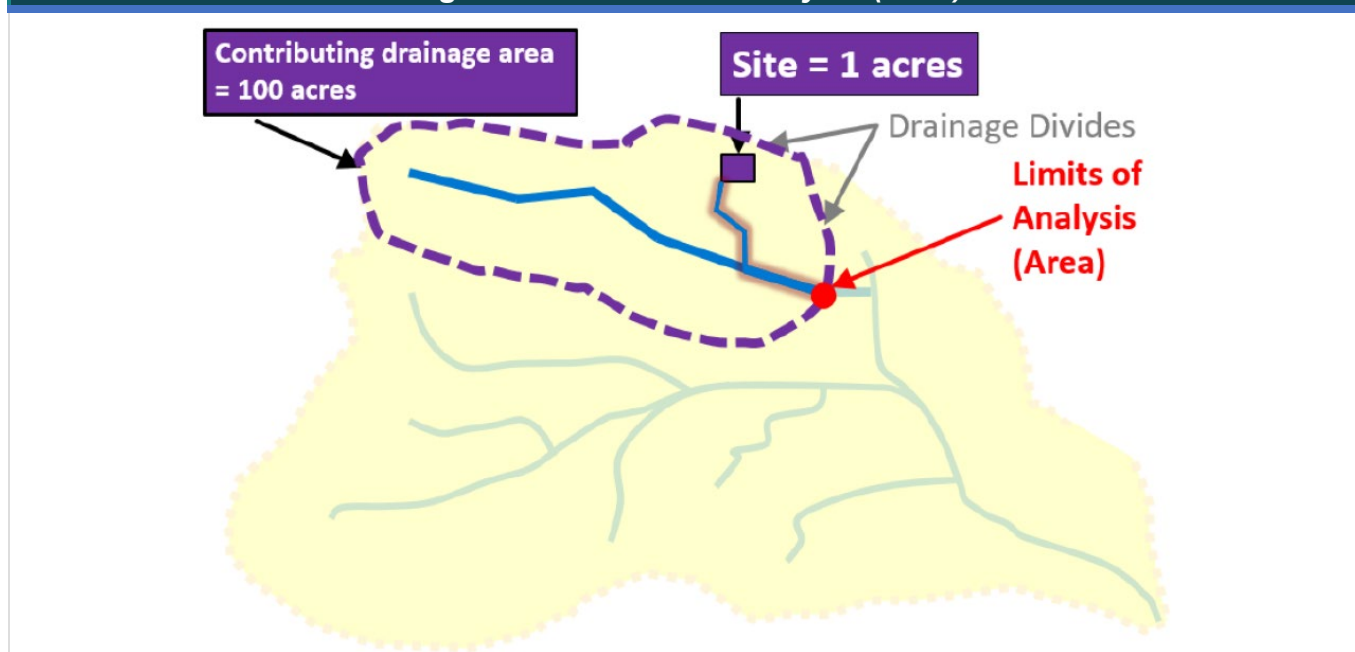 Contributing drainage area
= 100 acres
Site = 1 acres
Drainage Divides
Limits of
Analysis
(Area)